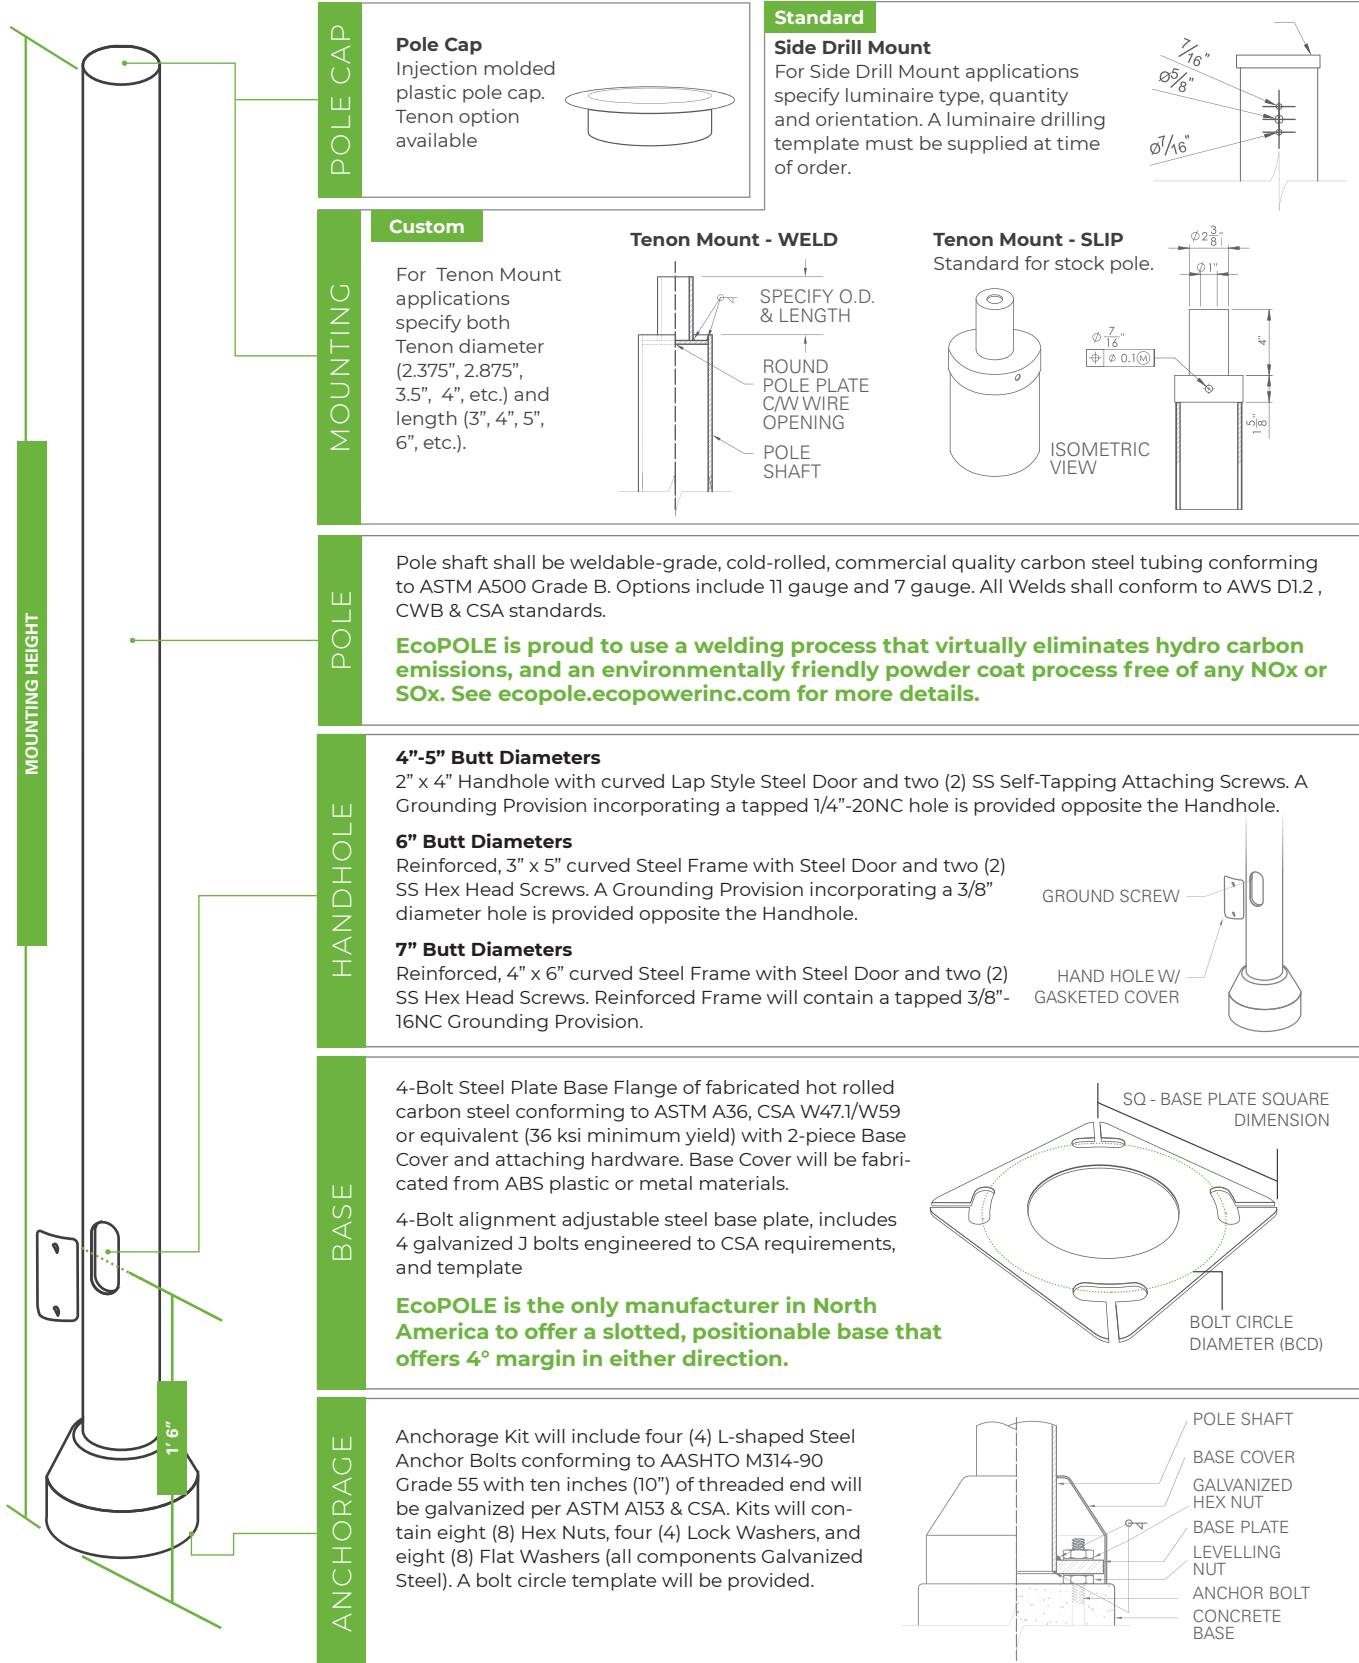 POLE CAP
Pole Cap
Injection molded
plastic pole cap.
Tenon option
available
Standard
Side Drill Mount
For Side Drill Mount applications
specify luminaire type, quantity
and orientation. A luminaire drilling
template must be supplied at time
of order.
7/16"
Ø5/8"
Ø7/16"
MOUNTING
Custom
For Tenon Mount
applications
specify both
Tenon diameter
(2.375”, 2.875”,
3.5”, 4”, etc.) and
length (3”, 4”, 5”,
6”, etc.).
Tenon Mount - WELD
SPECIFY O.D.
& LENGTH
ROUND
POLE PLATE
C/W WIRE
OPENING
POLE
SHAFT
Tenon Mount - SLIP
Standard for stock pole.
ISOMETRIC
VIEW
Ø2 3/8"
Ø1"
Ø 7/16"
⌖ Ø 0.1Ⓜ
4"
1 5/8"
MOUNTING HEIGHT
POLE
Pole shaft shall be weldable-grade, cold-rolled, commercial quality carbon steel tubing conforming
to ASTM A500 Grade B. Options include 11 gauge and 7 gauge. All Welds shall conform to AWS D1.2 ,
CWB & CSA standards.
EcoPOLE is proud to use a welding process that virtually eliminates hydro carbon
emissions, and an environmentally friendly powder coat process free of any NOx or
SOx. See ecopole.ecopowerinc.com for more details.
HANDHOLE
4”-5” Butt Diameters
2” x 4” Handhole with curved Lap Style Steel Door and two (2) SS Self-Tapping Attaching Screws. A
Grounding Provision incorporating a tapped 1/4”-20NC hole is provided opposite the Handhole.
6” Butt Diameters
Reinforced, 3” x 5” curved Steel Frame with Steel Door and two (2)
SS Hex Head Screws. A Grounding Provision incorporating a 3/8”
diameter hole is provided opposite the Handhole.
7” Butt Diameters
Reinforced, 4” x 6” curved Steel Frame with Steel Door and two (2)
SS Hex Head Screws. Reinforced Frame will contain a tapped 3/8”-
16NC Grounding Provision.
GROUND SCREW
HAND HOLE W/
GASKETED COVER
BASE
4-Bolt Steel Plate Base Flange of fabricated hot rolled
carbon steel conforming to ASTM A36, CSA W47.1/W59
or equivalent (36 ksi minimum yield) with 2-piece Base
Cover and attaching hardware. Base Cover will be fabri-
cated from ABS plastic or metal materials.
4-Bolt alignment adjustable steel base plate, includes
4 galvanized J bolts engineered to CSA requirements,
and template
EcoPOLE is the only manufacturer in North
America to offer a slotted, positionable base that
offers 4° margin in either direction.
SQ - BASE PLATE SQUARE
DIMENSION
BOLT CIRCLE
DIAMETER (BCD)
1’ 6”
ANCHORAGE
Anchorage Kit will include four (4) L-shaped Steel
Anchor Bolts conforming to AASHTO M314-90
Grade 55 with ten inches (10”) of threaded end will
be galvanized per ASTM A153 & CSA. Kits will con-
tain eight (8) Hex Nuts, four (4) Lock Washers, and
eight (8) Flat Washers (all components Galvanized
Steel). A bolt circle template will be provided.
POLE SHAFT
BASE COVER
GALVANIZED
HEX NUT
BASE PLATE
LEVELLING
NUT
ANCHOR BOLT
CONCRETE
BASE